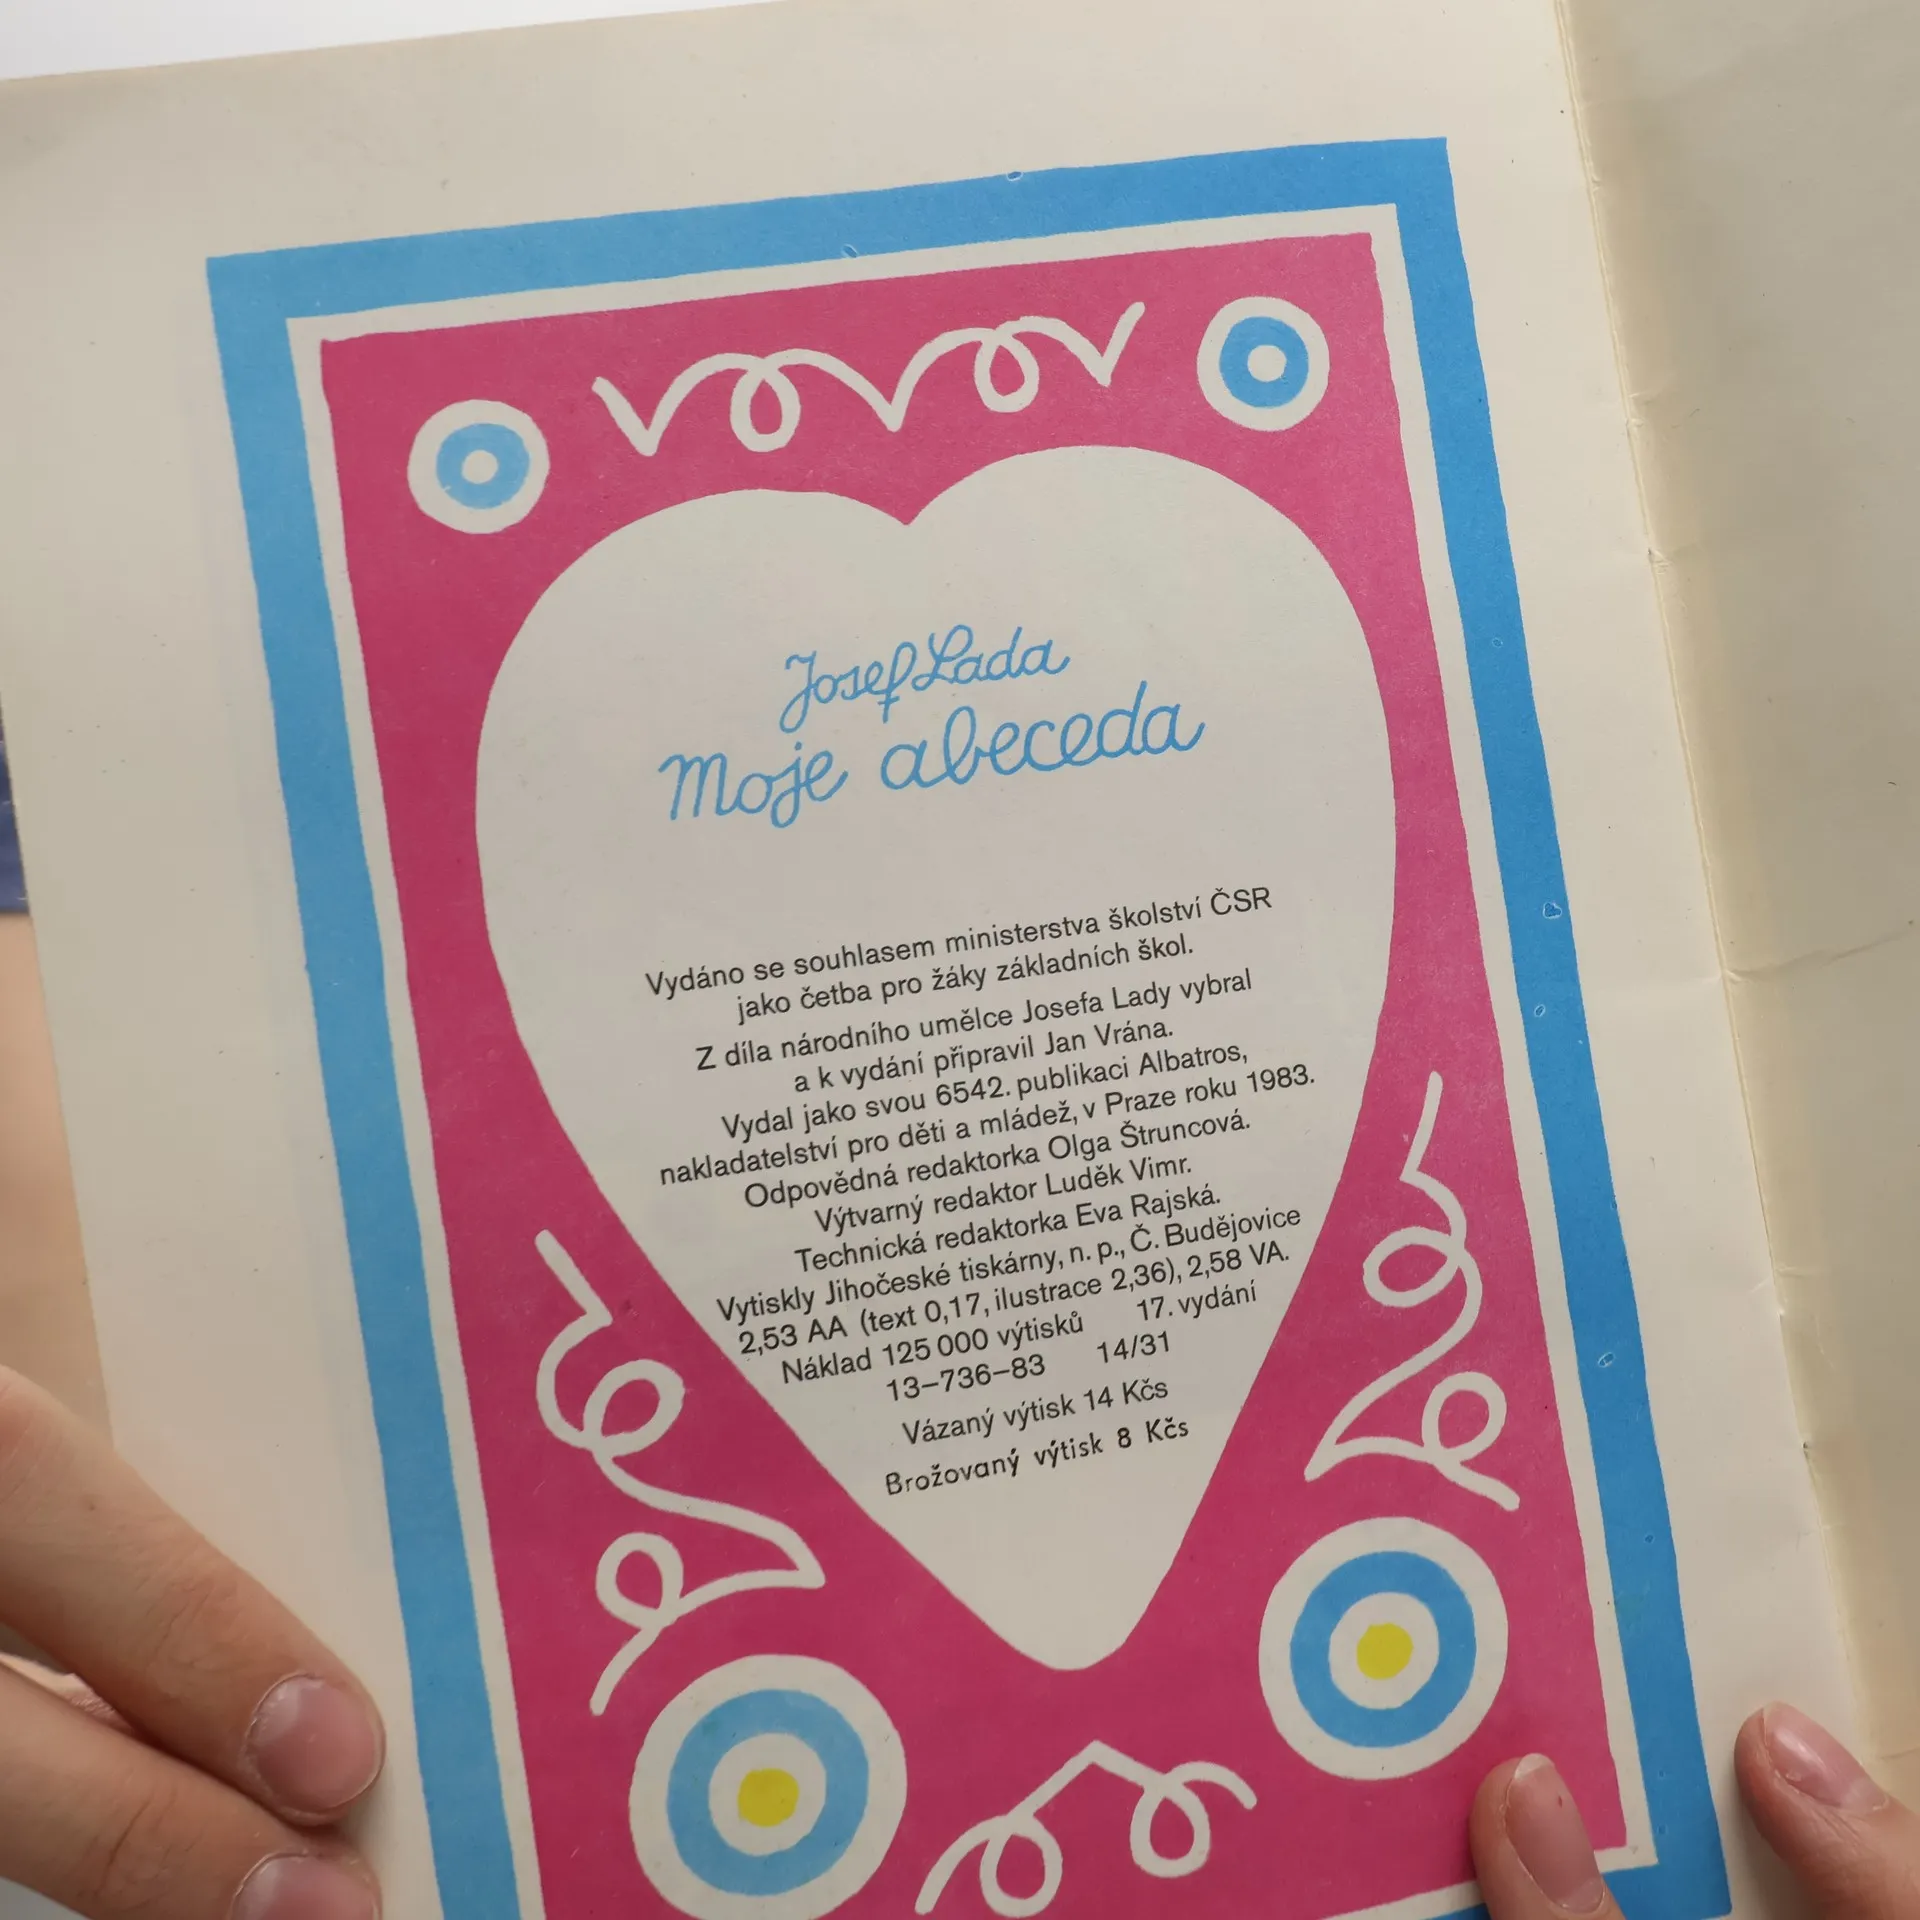 Josef Lada
Moje abeceda
Vydáno se souhlasem ministerstva školství ČSR
jako četba pro žáky základních škol.
Z díla národního umělce Josefa Lady vybral
a k vydání připravil Jan Vrána.
Vydal jako svou 6542. publikaci Albatros,
nakladatelství pro děti a mládež, v Praze roku 1983.
Odpovědná redaktorka Olga Štruncová.
Výtvarný redaktor Luděk Vimr.
Technická redaktorka Eva Rajská.
Vytiskly Jihočeské tiskárny, n. p., Č. Budějovice
2,53 AA (text 0,17, ilustrace 2,36), 2,58 VA.
Náklad 125 000 výtisků 17. vydání
13–736–83 14/31
Vázaný výtisk 14 Kčs
Brožovaný výtisk 8 Kčs